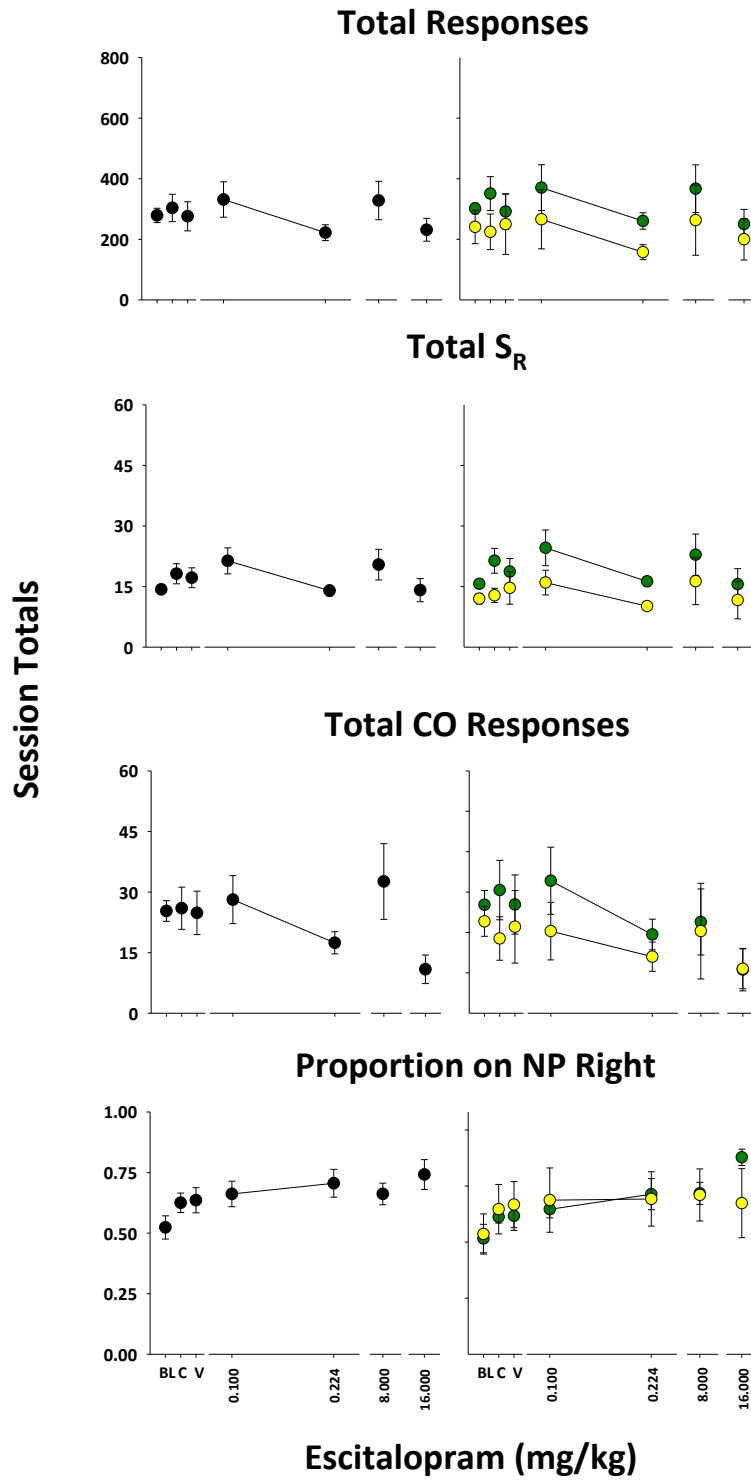 Total Responses
800
600
400
200
0
Total S_R
60
45
30
15
0
Session Totals
Total CO Responses
60
45
30
15
0
Proportion on NP Right
1.00
0.75
0.50
0.25
0.00
BL C V 0.100 0.224 8.000 16.000 BL C V 0.100 0.224 8.000 16.000
Escitalopram (mg/kg)